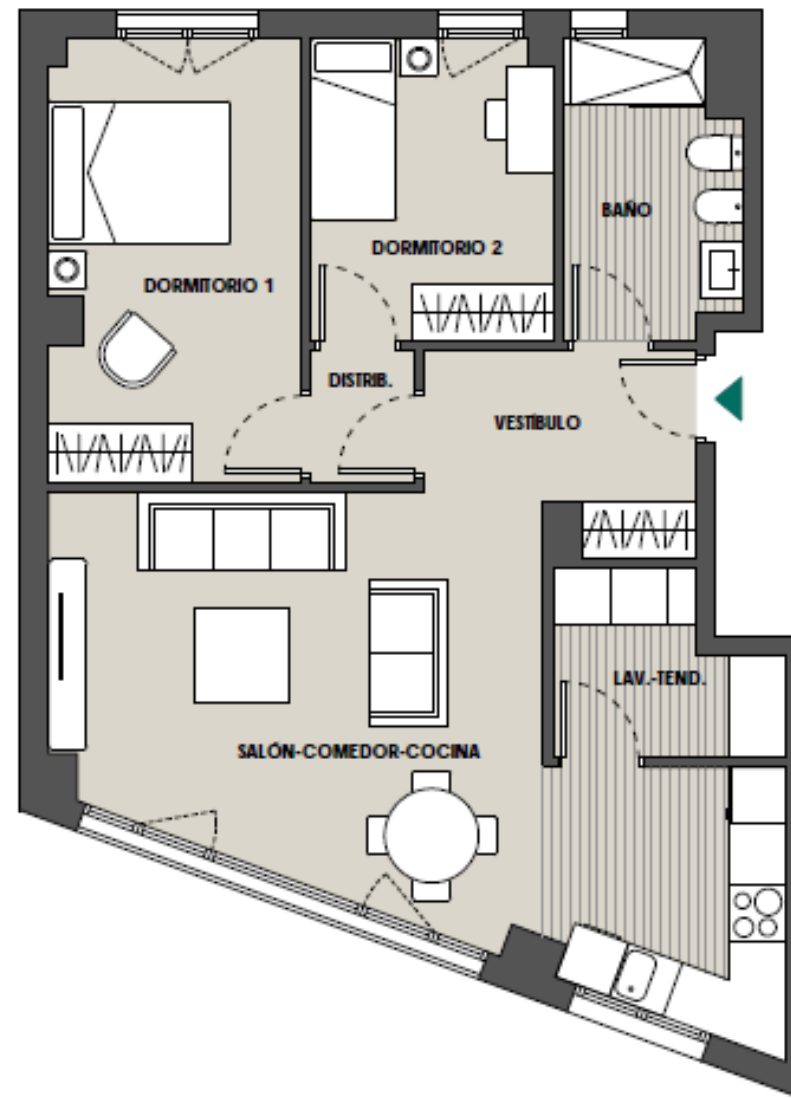 BAÑO
DORMITORIO 2
DORMITORIO 1
DISTRIB.
VESTÍBULO
LAV.-TEND.
SALÓN-COMEDOR-COCINA